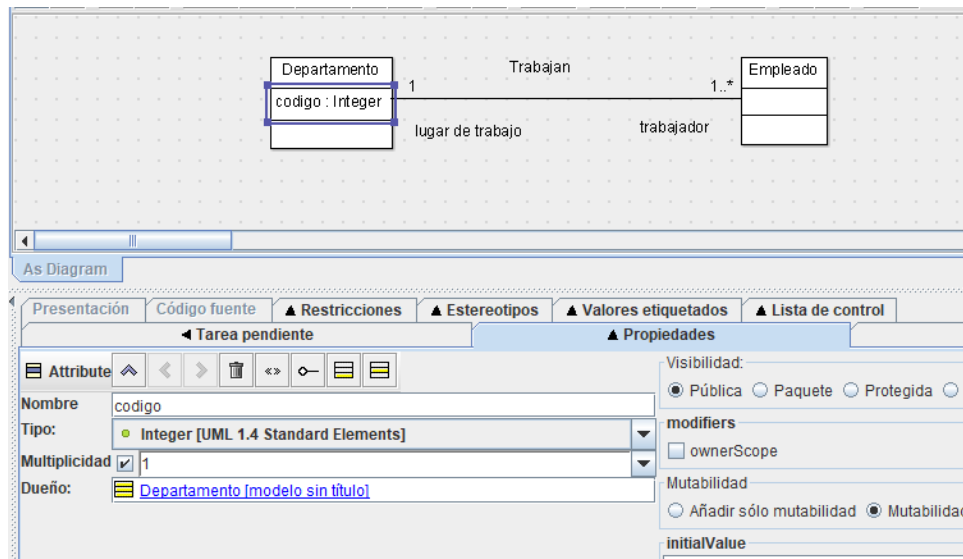 Departamento
Trabajan
Empleado
1
1..*
codigo : Integer
lugar de trabajo
trabajador
As Diagram
Presentación
Código fuente
Restricciones
Estereotipos
Valores etiquetados
Lista de control
Tarea pendiente
Propiedades
Attribute
Visibilidad:
Pública
Paquete
Protegida
Nombre
codigo
modifiers
Tipo:
Integer [UML 1.4 Standard Elements]
ownerScope
Multiplicidad
1
Mutabilidad
Dueño:
Departamento [modelo sin título]
Añadir sólo mutabilidad
Mutabilidad
initialValue